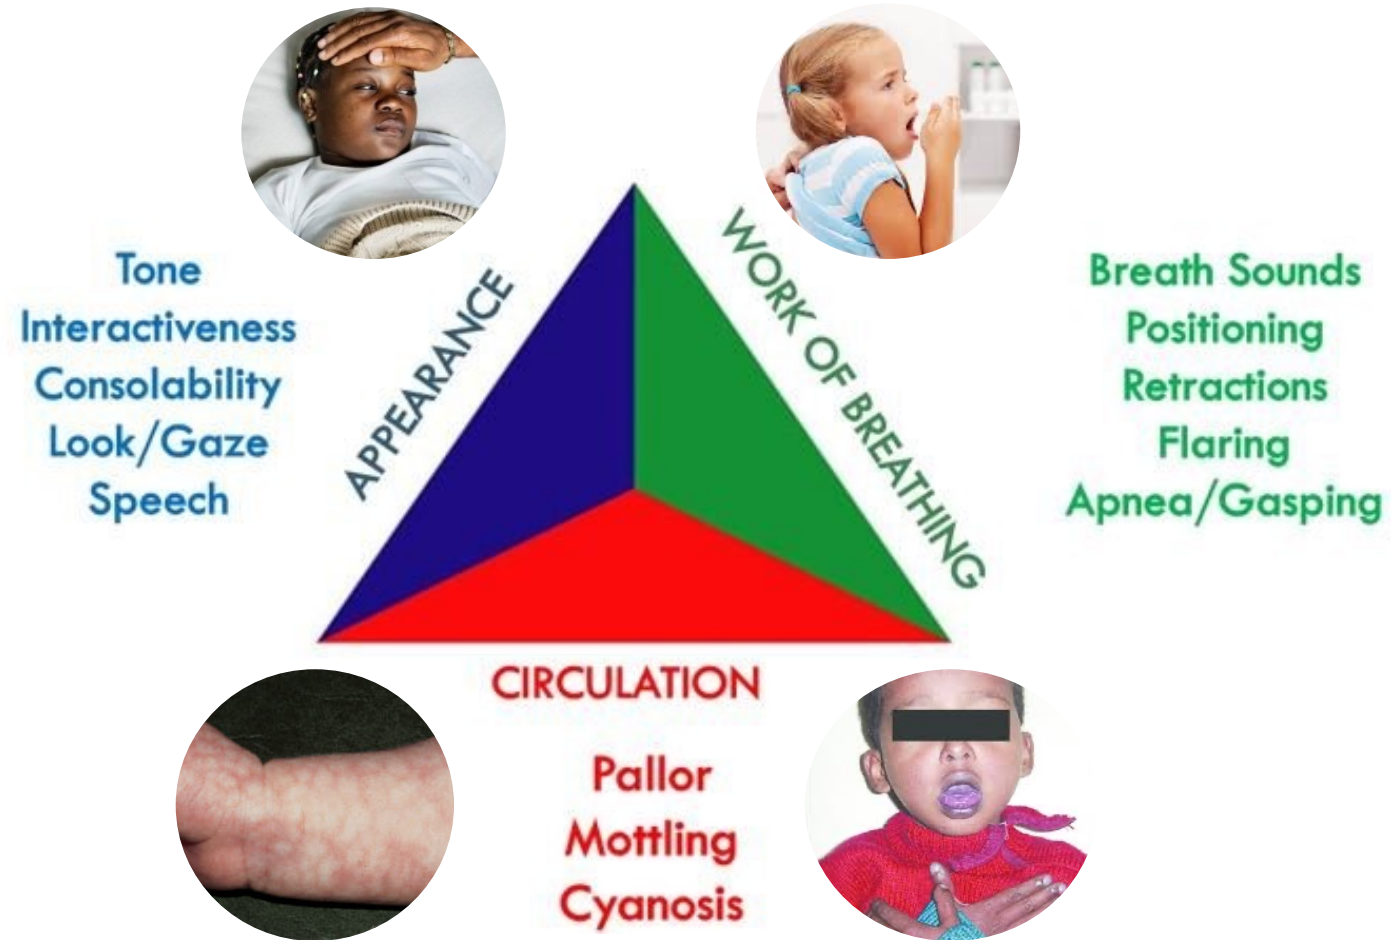 APPEARANCE
Tone
Interactiveness
Consolability
Look/Gaze
Speech
WORK OF BREATHING
Breath Sounds
Positioning
Retractions
Flaring
Apnea/Gasping
CIRCULATION
Pallor
Mottling
Cyanosis